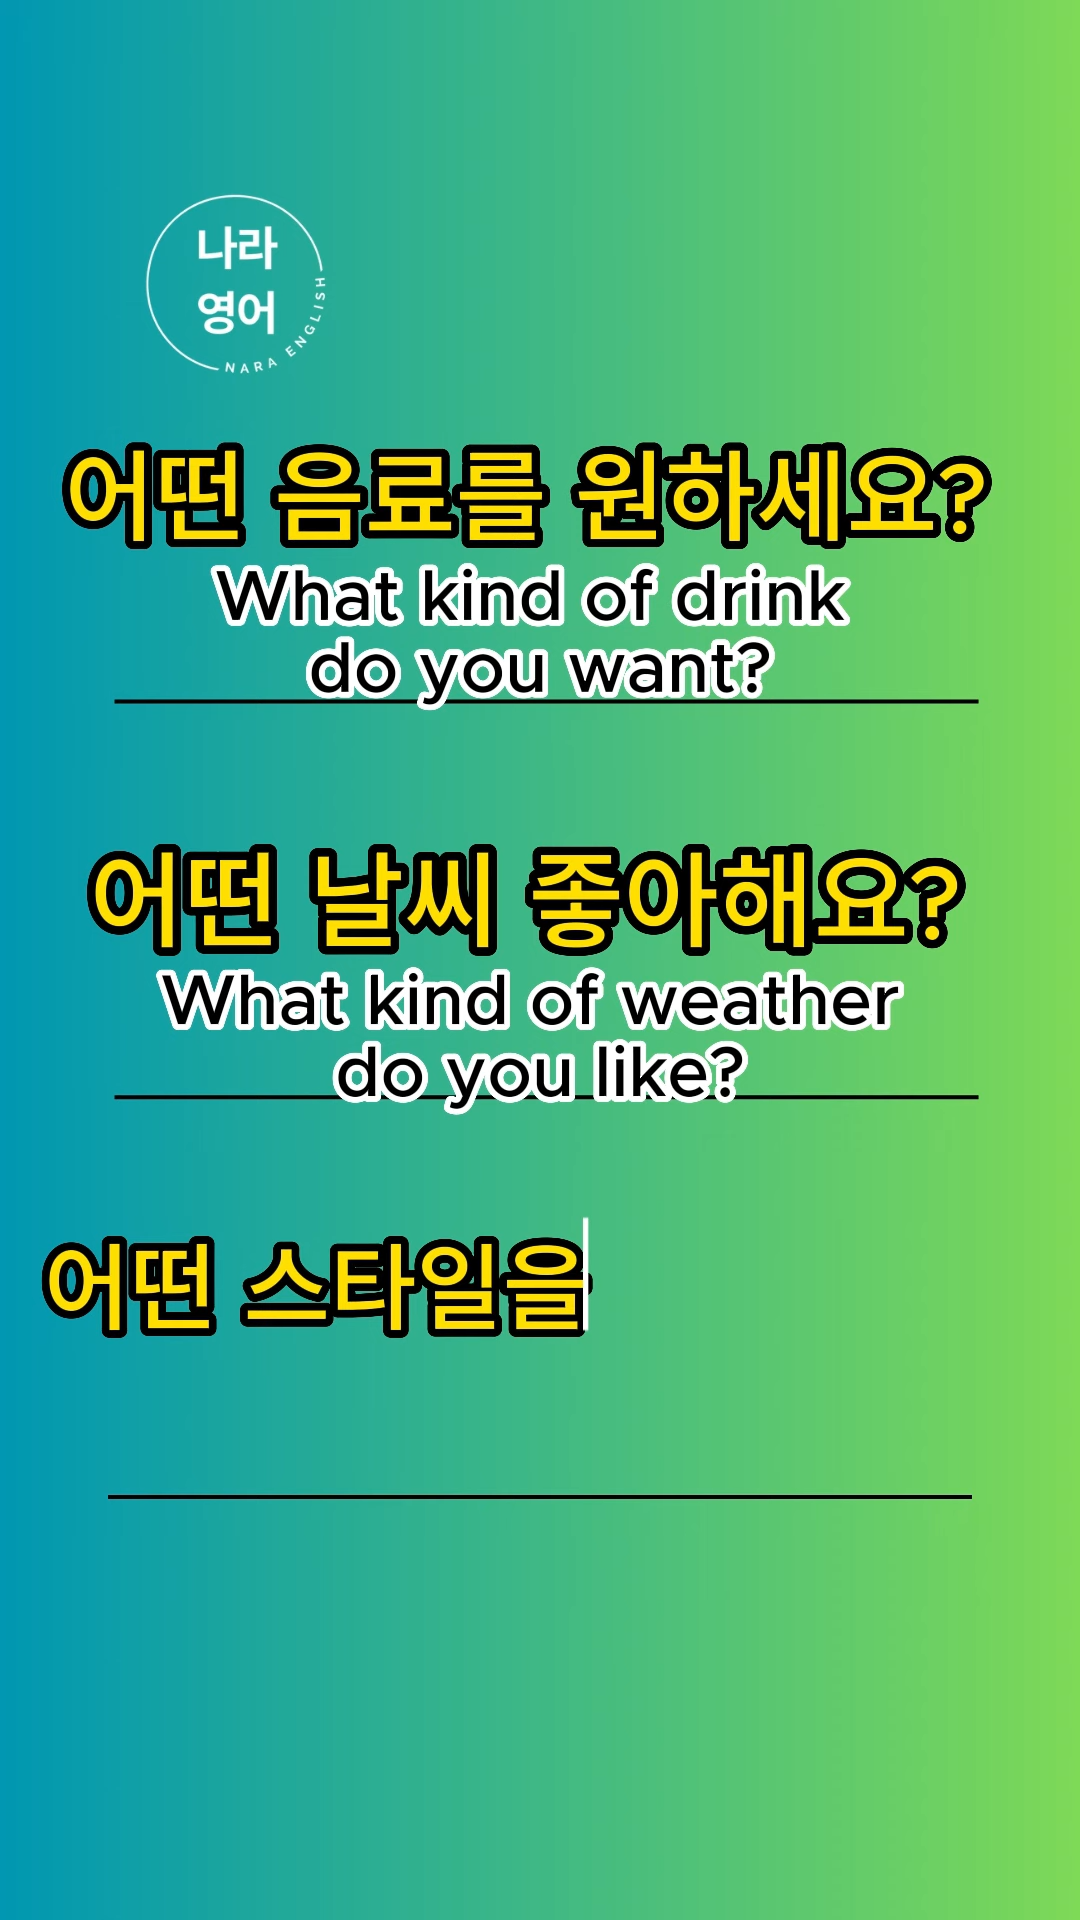 나라
영어
NARA ENGLISH
어떤 음료를 원하세요?
What kind of drink
do you want?
어떤 날씨 좋아해요?
What kind of weather
do you like?
어떤 스타일을